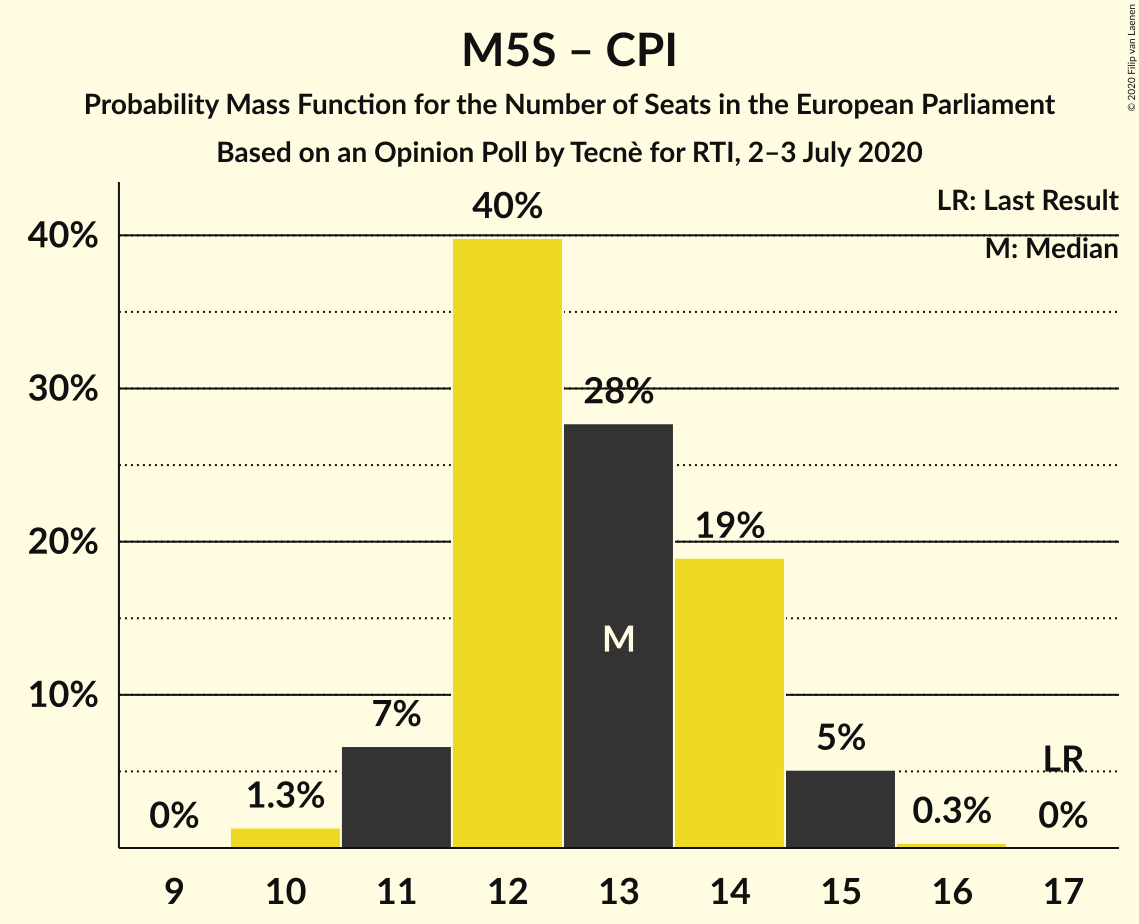 M5S – CPI
Probability Mass Function for the Number of Seats in the European Parliament
Based on an Opinion Poll by Tecnè for RTI, 2–3 July 2020
© 2020 Filip van Laenen
LR: Last Result
M: Median
40%
30%
20%
10%
0%
1.3%
7%
40%
28%
M
19%
5%
0.3%
LR
0%
9 10 11 12 13 14 15 16 17